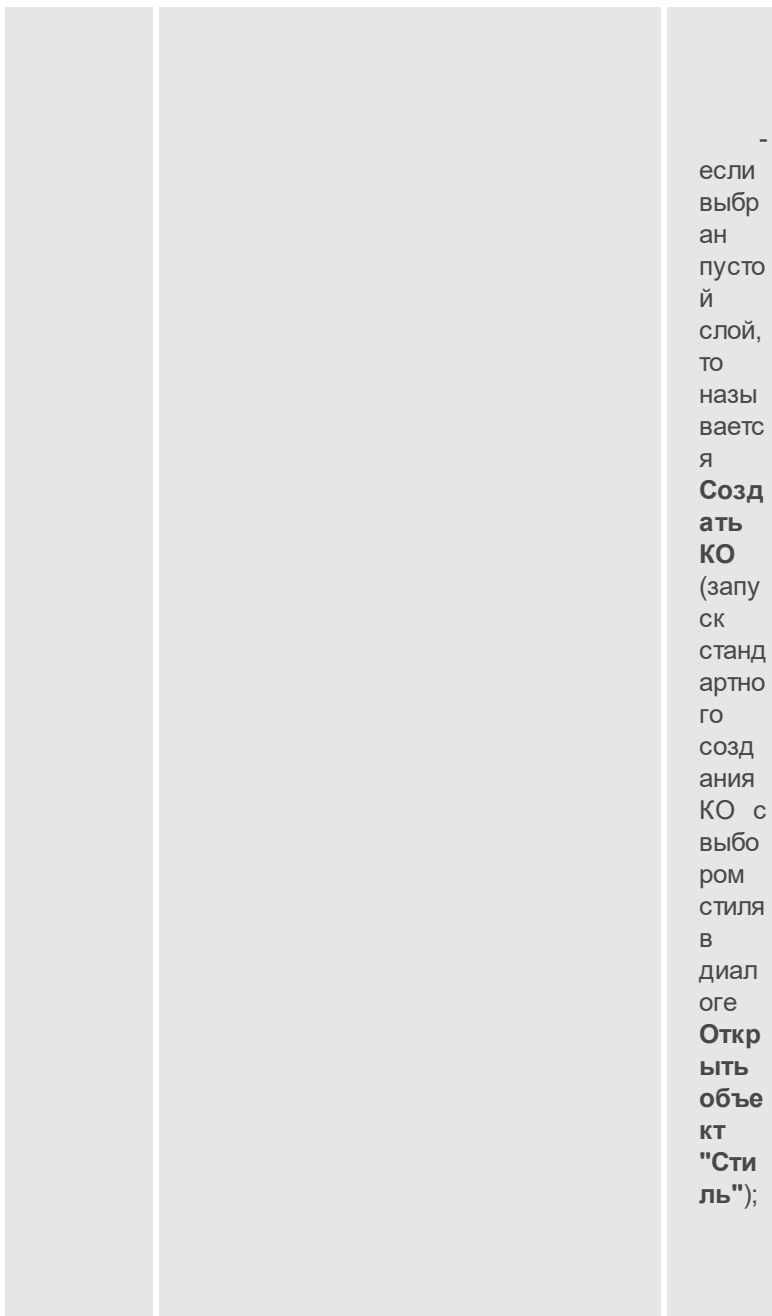 -
если
выбр
ан
пусто
й
слой,
то
назы
ваетс
я
Созд
ать
КО
(запу
ск
станд
артно
го
созд
ания
КО с
выбо
ром
стиля
в
диал
оге
Откр
ыть
объе
кт
"Сти
ль");